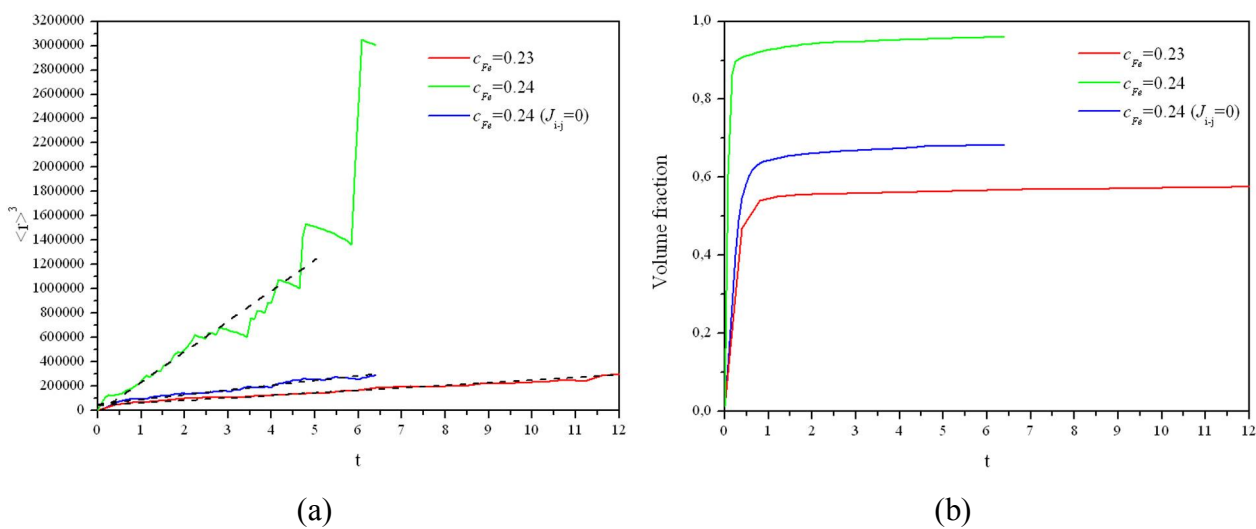 3200000
3000000
2800000
2600000
2400000
2200000
2000000
1800000
1600000
1400000
1200000
1000000
800000
600000
400000
200000
0
<r>³
c_Fe=0.23
c_Fe=0.24
c_Fe=0.24 (J_i-j=0)
0 1 2 3 4 5 6 7 8 9 10 11 12
t
(a)
1,0
0,8
0,6
0,4
0,2
0,0
Volume fraction
c_Fe=0.23
c_Fe=0.24
c_Fe=0.24 (J_i-j=0)
0 1 2 3 4 5 6 7 8 9 10 11 12
t
(b)